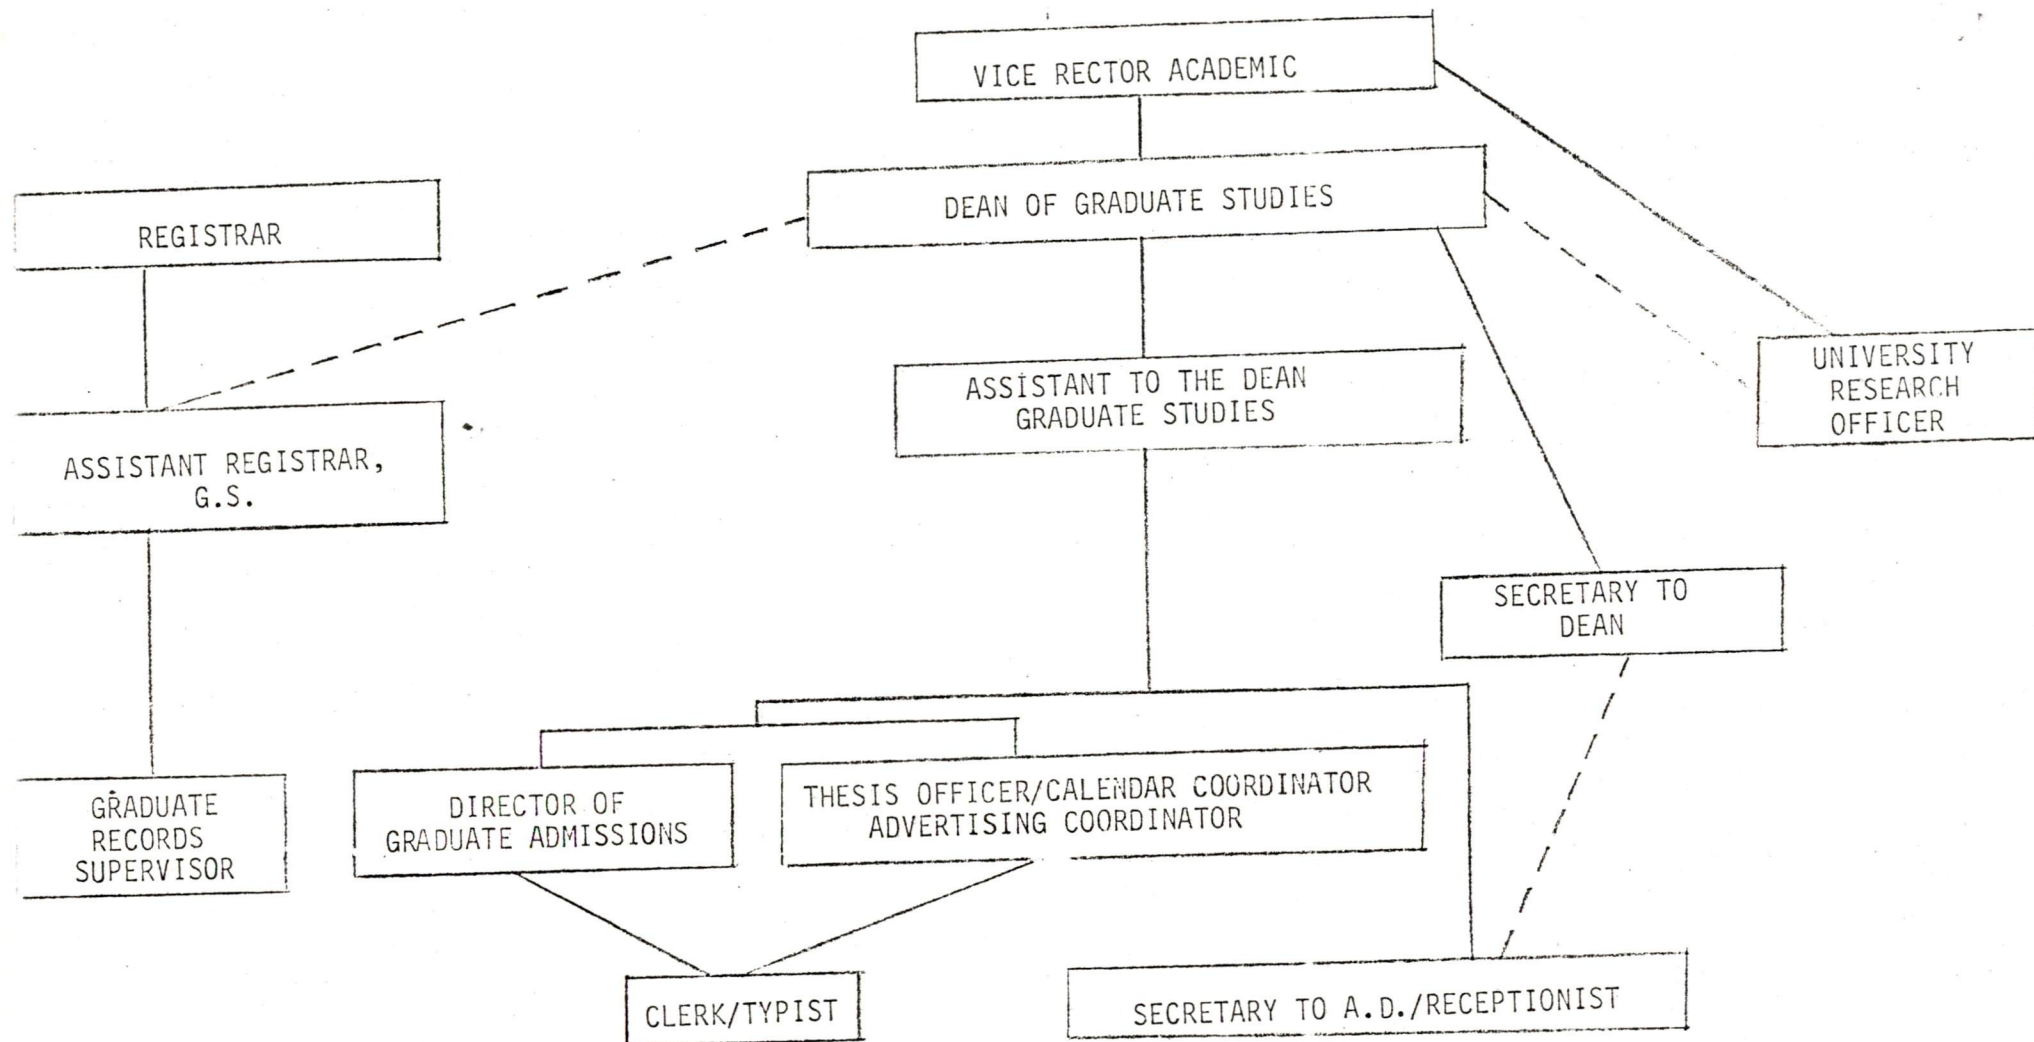 VICE RECTOR ACADEMIC
DEAN OF GRADUATE STUDIES
REGISTRAR
UNIVERSITY
RESEARCH
OFFICER
ASSISTANT TO THE DEAN
GRADUATE STUDIES
ASSISTANT REGISTRAR,
G.S.
SECRETARY TO
DEAN
GRADUATE
RECORDS
SUPERVISOR
DIRECTOR OF
GRADUATE ADMISSIONS
THESIS OFFICER/CALENDAR COORDINATOR
ADVERTISING COORDINATOR
CLERK/TYPIST
SECRETARY TO A.D./RECEPTIONIST